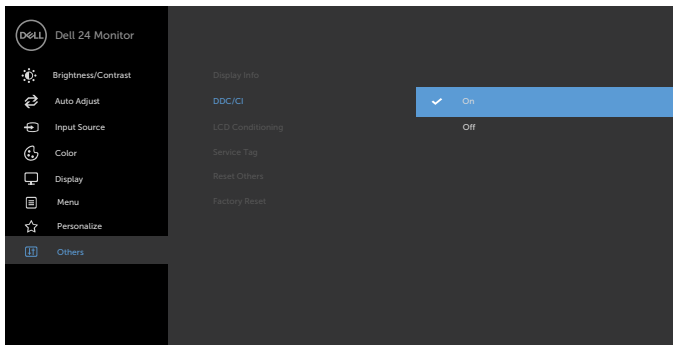 DELL Dell 24 Monitor
Brightness/Contrast
Display Info
Auto Adjust
DDC/CI
On
Input Source
LCD Conditioning
Off
Color
Service Tag
Display
Reset Others
Menu
Factory Reset
Personalize
Others